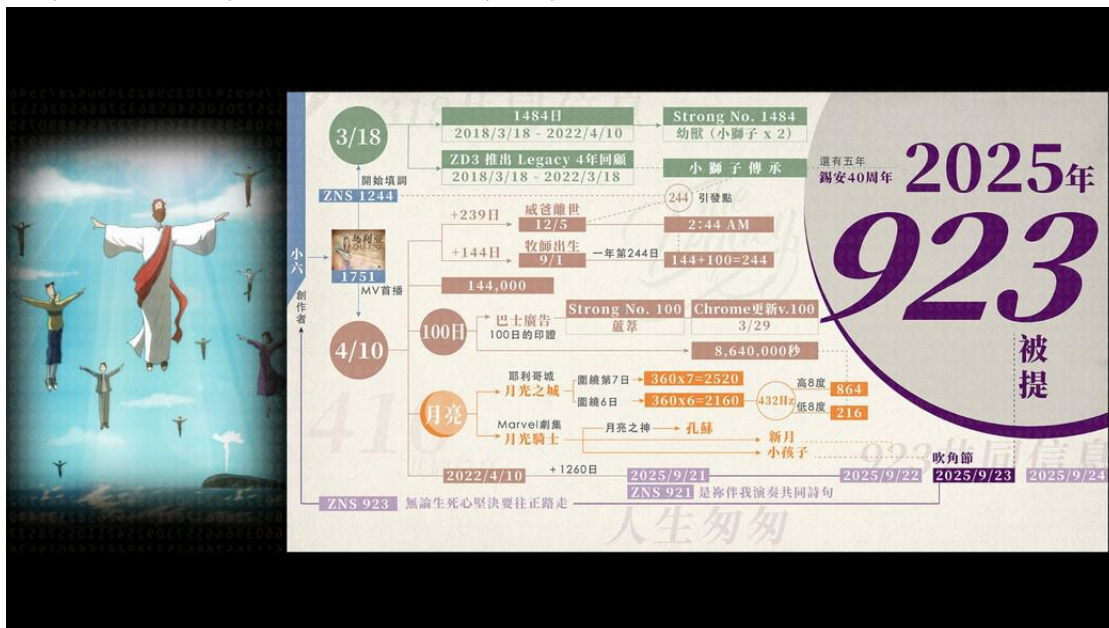 3/18
1484日
2018/3/18 - 2022/4/10
Strong No. 1484
幼獸（小獅子 x 2）
ZD3 推出 Legacy 4年回顧
2018/3/18 - 2022/3/18
小獅子傳承
還有五年
錫安40周年
2025年
923
被提
開始填詞
ZNS 1244
244
引發點
+239日
威爸離世
12/5
2:44 AM
小六
創作者
1751
MV首播
+144日
牧師出生
9/1
一年第244日
144+100=244
144,000
4/10
100日
巴士廣告
100日的印證
Strong No. 100
蘆葦
Chrome更新v.100
3/29
8,640,000秒
月亮
耶利哥城
月光之城
圍繞第7日
360x7=2520
圍繞6日
360x6=2160
432Hz
高8度
864
低8度
216
Marvel劇集
月光騎士
月亮之神
孔蘇
新月
小孩子
吹角節
2022/4/10
+1260日
2025/9/21
2025/9/22
2025/9/23
2025/9/24
ZNS 921 是祢伴我演奏共同詩句
ZNS 923 無論生死心堅決要往正路走
人生匆匆
923共同信息